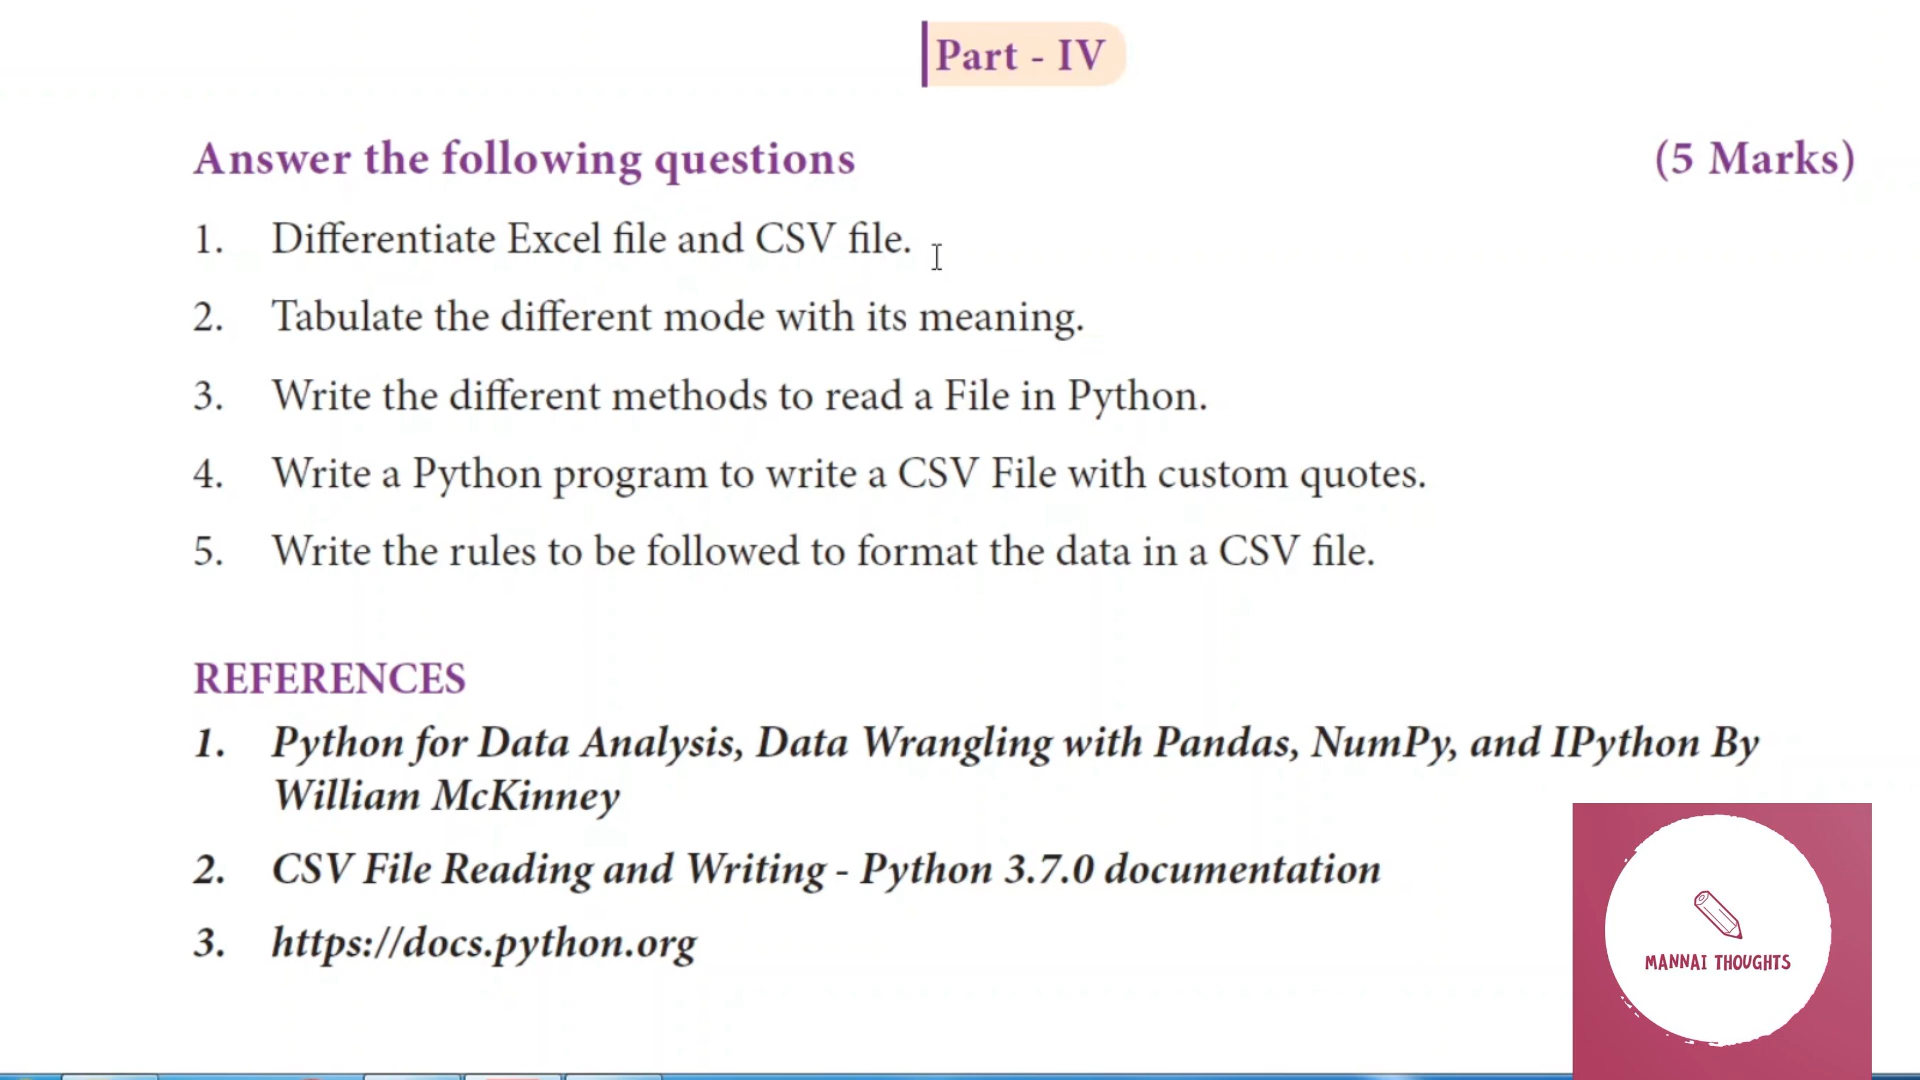 Part - IV
Answer the following questions (5 Marks)
1. Differentiate Excel file and CSV file.
2. Tabulate the different mode with its meaning.
3. Write the different methods to read a File in Python.
4. Write a Python program to write a CSV File with custom quotes.
5. Write the rules to be followed to format the data in a CSV file.
REFERENCES
1. Python for Data Analysis, Data Wrangling with Pandas, NumPy, and IPython By
William McKinney
2. CSV File Reading and Writing - Python 3.7.0 documentation
3. https://docs.python.org
MANNAI THOUGHTS